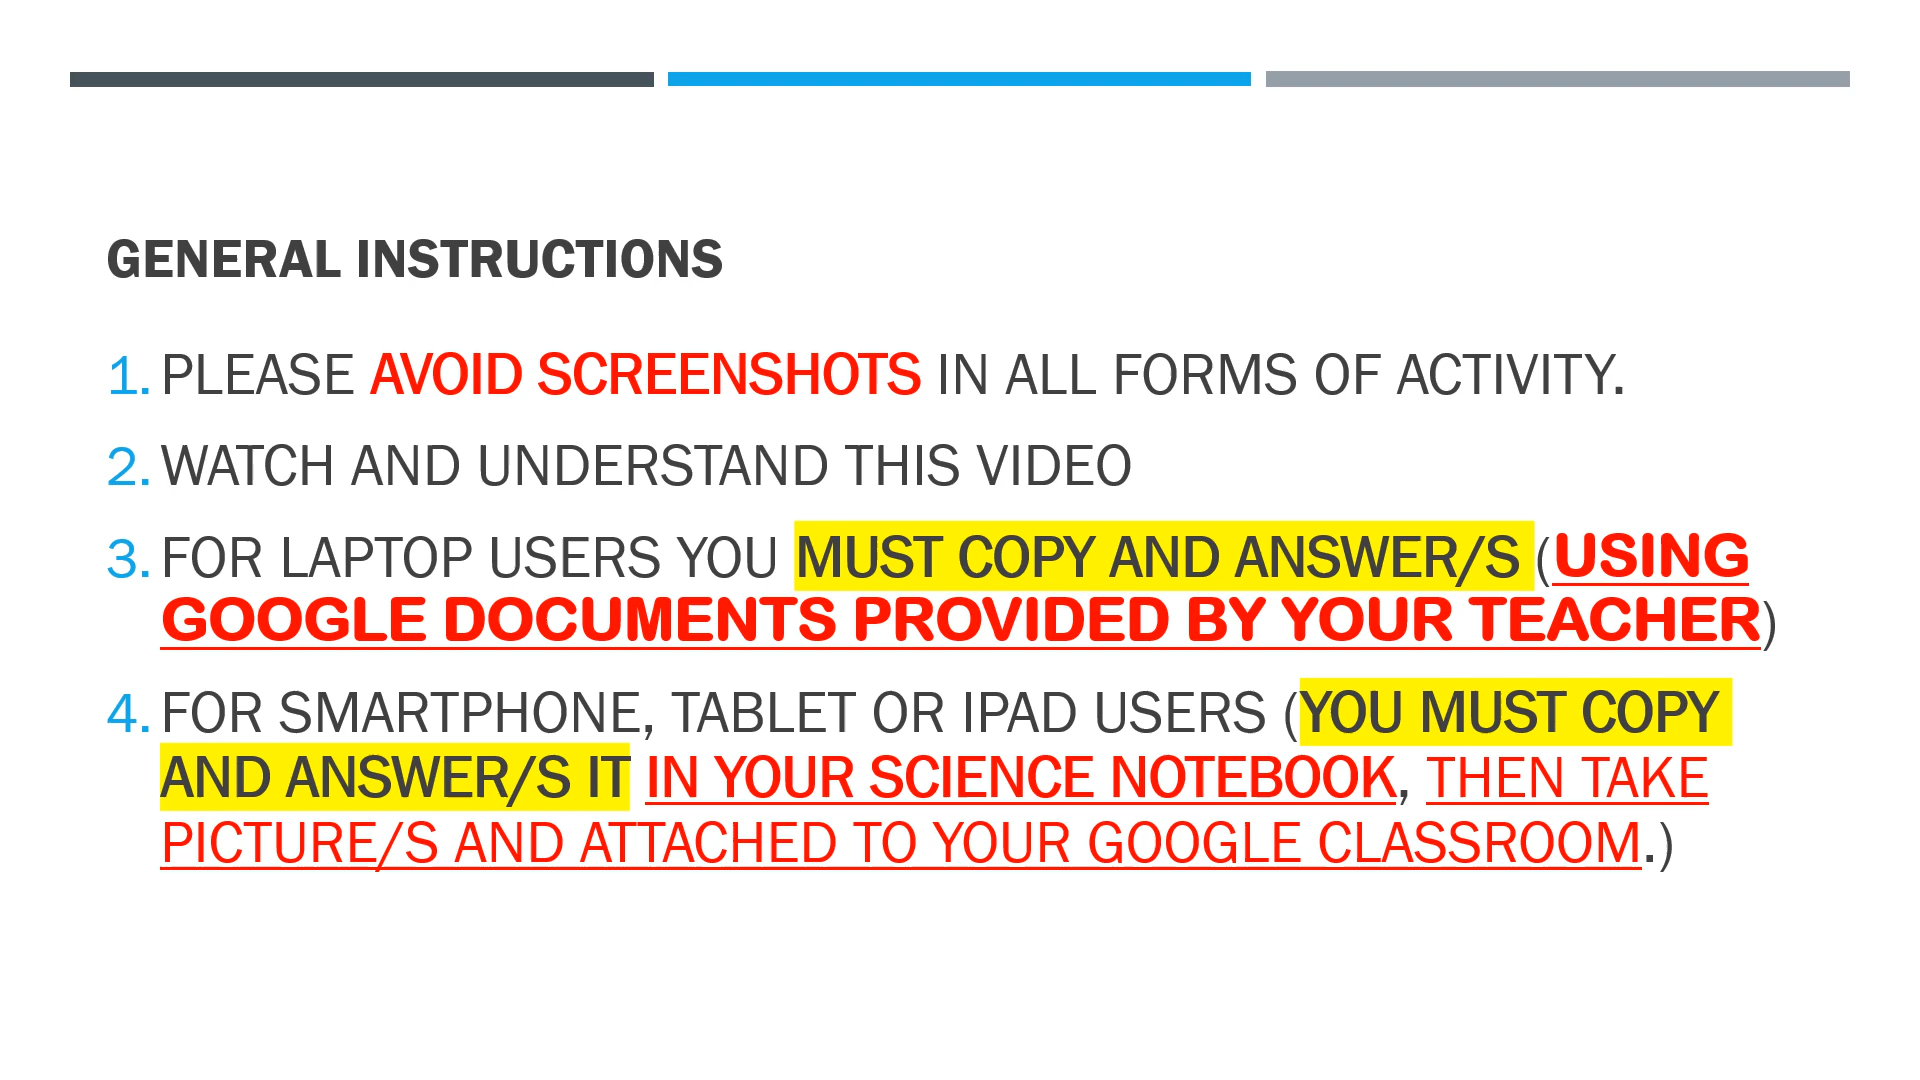 GENERAL INSTRUCTIONS
1. PLEASE AVOID SCREENSHOTS IN ALL FORMS OF ACTIVITY.
2. WATCH AND UNDERSTAND THIS VIDEO
3. FOR LAPTOP USERS YOU MUST COPY AND ANSWER/S (USING
GOOGLE DOCUMENTS PROVIDED BY YOUR TEACHER)
4. FOR SMARTPHONE, TABLET OR IPAD USERS (YOU MUST COPY
AND ANSWER/S IT IN YOUR SCIENCE NOTEBOOK, THEN TAKE
PICTURE/S AND ATTACHED TO YOUR GOOGLE CLASSROOM.)